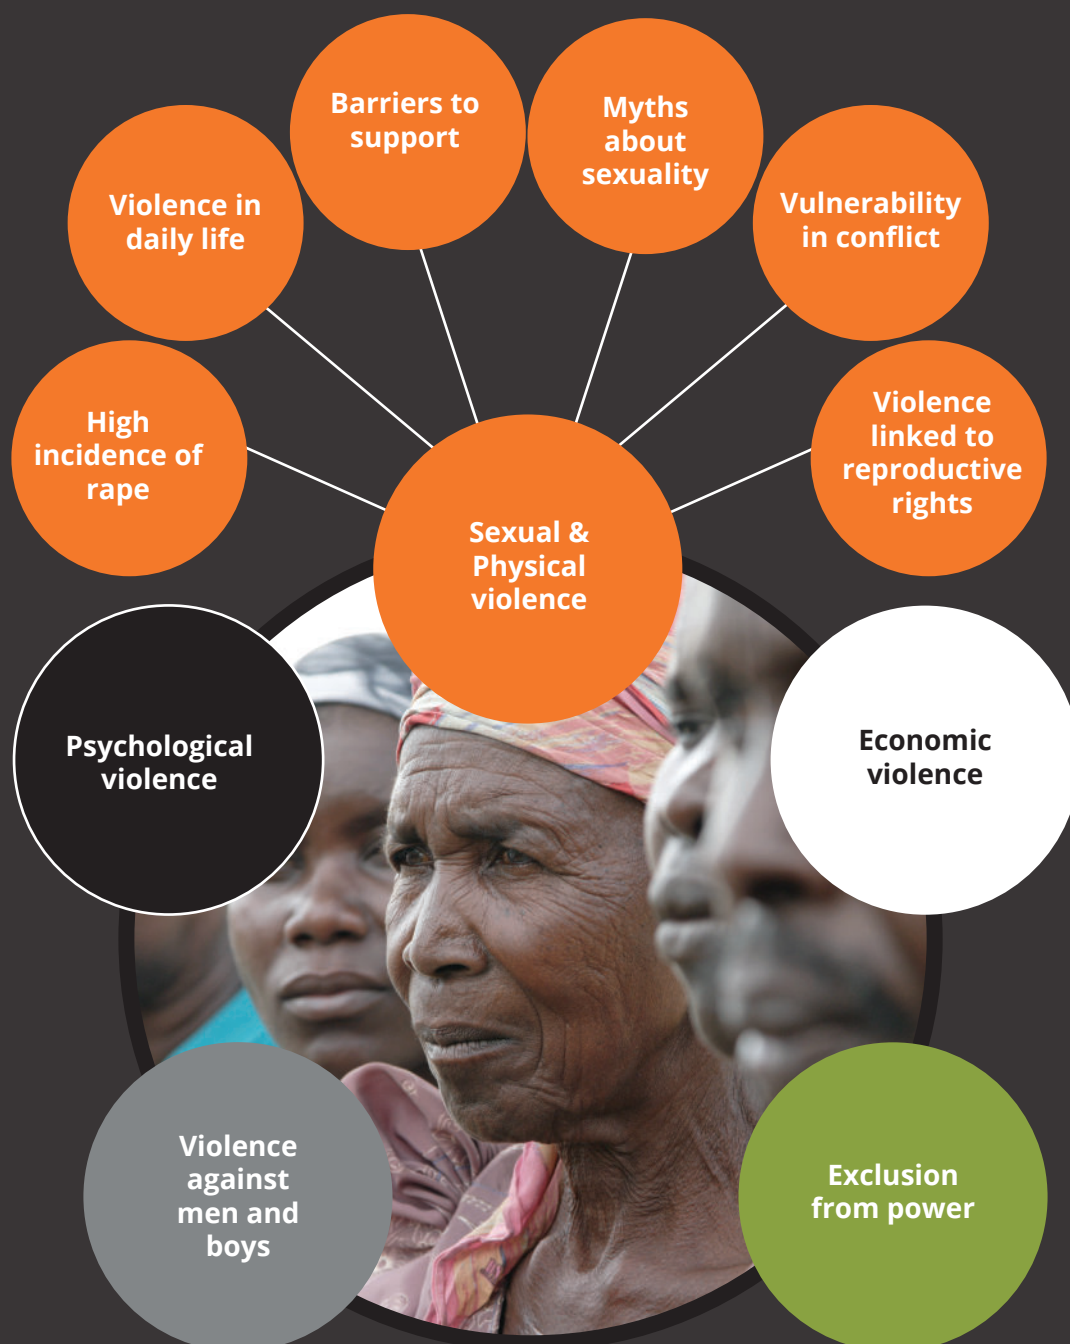 Barriers to
support
Myths
about
sexuality
Violence in
daily life
Vulnerability
in conflict
High
incidence of
rape
Violence
linked to
reproductive
rights
Sexual &
Physical
violence
Psychological
violence
Economic
violence
Violence
against
men and
boys
Exclusion
from power